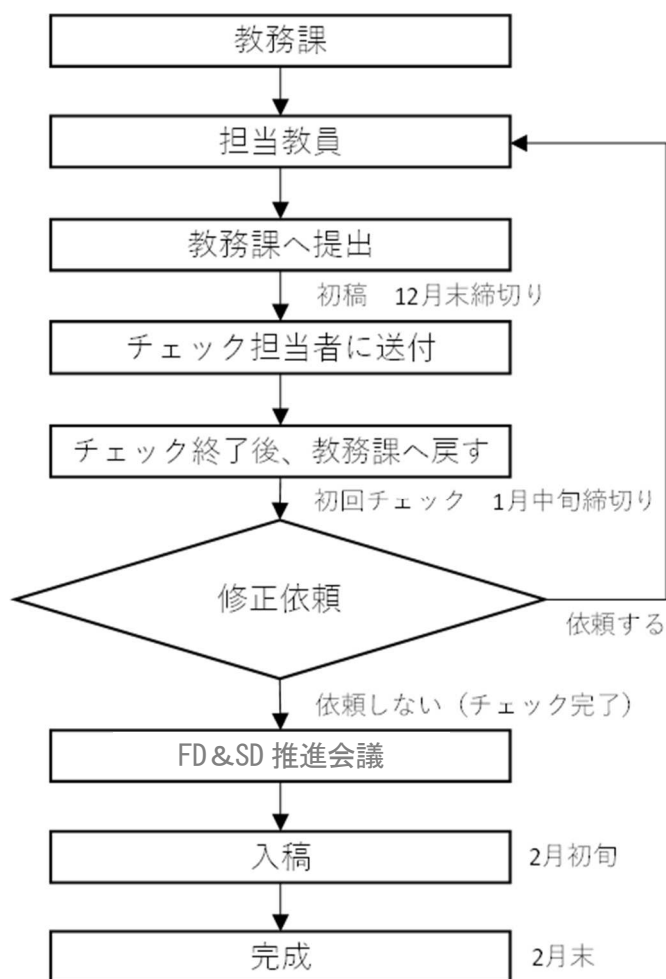 教務課
担当教員
教務課へ提出
初稿　12月末締切り
チェック担当者に送付
チェック終了後、教務課へ戻す
初回チェック　1月中旬締切り
修正依頼
依頼する
依頼しない（チェック完了）
FD＆SD 推進会議
入稿
2月初旬
完成
2月末